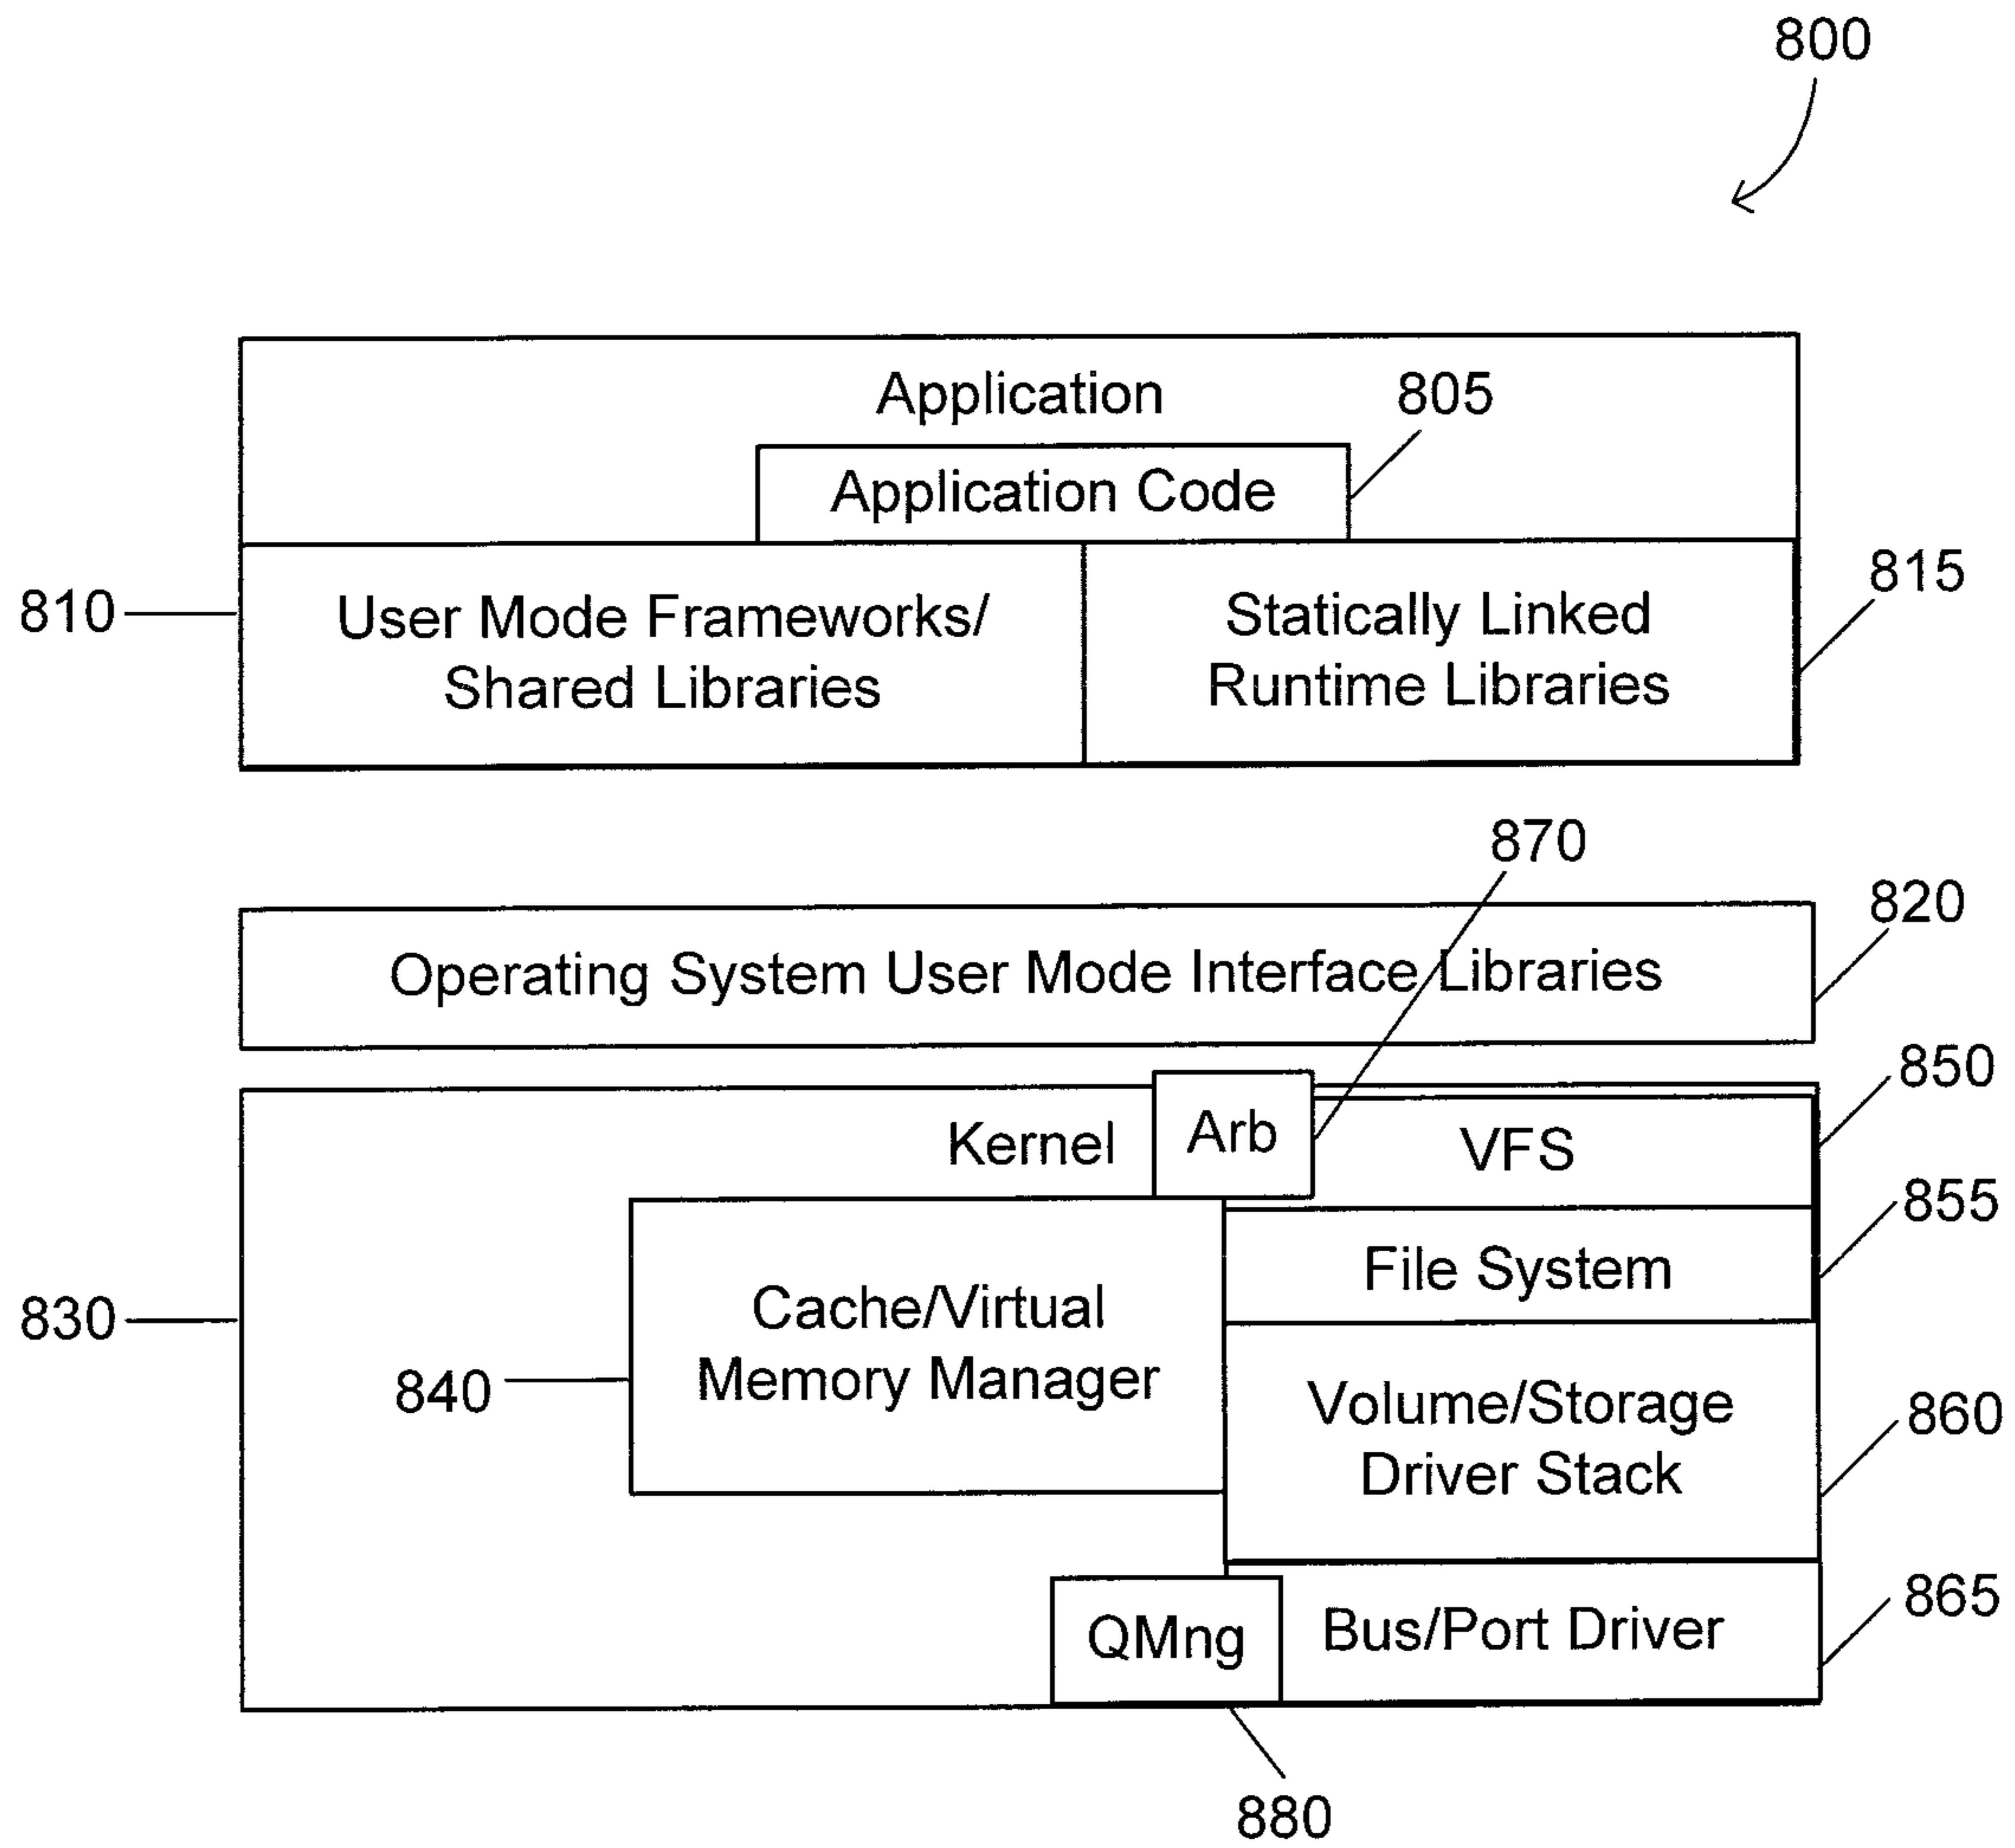 800
Application
805
Application Code
815
810
User Mode Frameworks/
Shared Libraries
Statically Linked
Runtime Libraries
870
820
Operating System User Mode Interface Libraries
850
Kernel
Arb
VFS
855
File System
830
840
Cache/Virtual
Memory Manager
Volume/Storage
Driver Stack
860
865
QMng
Bus/Port Driver
880